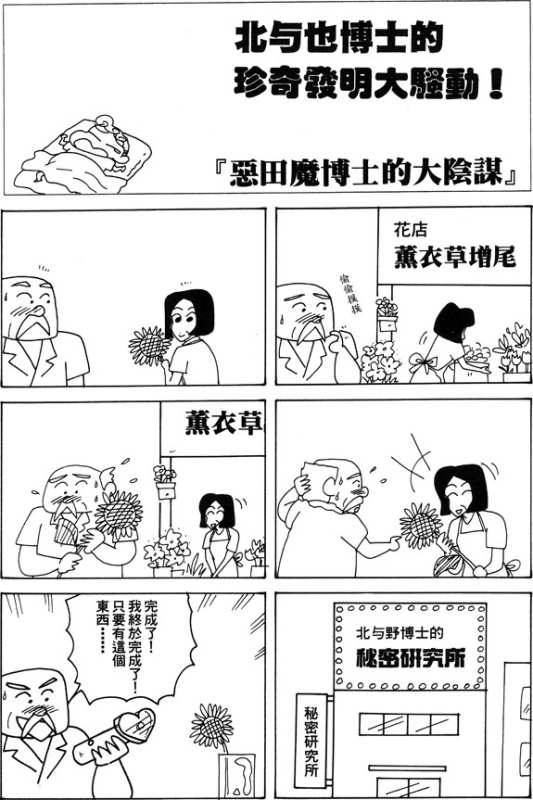 北与也博士的
珍奇發明大騷動！
『惡田魔博士的大陰謀』
花店
薰衣草增尾
偷偷
摸摸
薰衣草
北与野博士的
秘密研究所
秘密研究所
完成了！
我終於完成了！
只要有這個
東西……